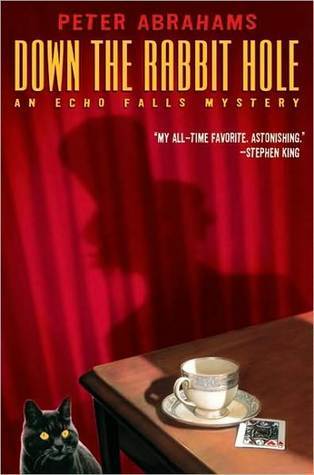 PETER ABRAHAMS
DOWN THE RABBIT HOLE
AN ECHO FALLS MYSTERY
"MY ALL-TIME FAVORITE. ASTONISHING."
—STEPHEN KING